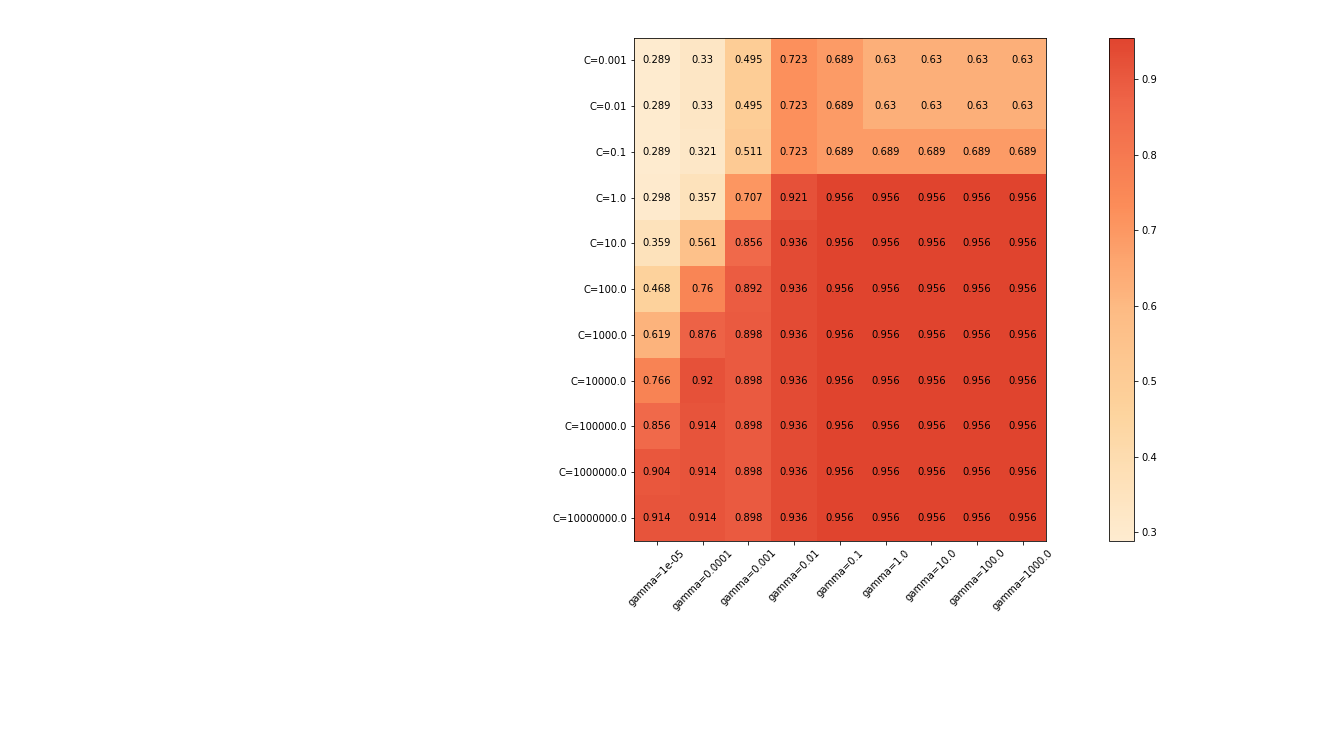 C=0.001 0.289 0.33 0.495 0.723 0.689 0.63 0.63 0.63 0.63
C=0.01 0.289 0.33 0.495 0.723 0.689 0.63 0.63 0.63 0.63
C=0.1 0.289 0.321 0.511 0.723 0.689 0.689 0.689 0.689 0.689
C=1.0 0.298 0.357 0.707 0.921 0.956 0.956 0.956 0.956 0.956
C=10.0 0.359 0.561 0.856 0.936 0.956 0.956 0.956 0.956 0.956
C=100.0 0.468 0.76 0.892 0.936 0.956 0.956 0.956 0.956 0.956
C=1000.0 0.619 0.876 0.898 0.936 0.956 0.956 0.956 0.956 0.956
C=10000.0 0.766 0.92 0.898 0.936 0.956 0.956 0.956 0.956 0.956
C=100000.0 0.856 0.914 0.898 0.936 0.956 0.956 0.956 0.956 0.956
C=1000000.0 0.904 0.914 0.898 0.936 0.956 0.956 0.956 0.956 0.956
C=10000000.0 0.914 0.914 0.898 0.936 0.956 0.956 0.956 0.956 0.956
gamma=1e-05 gamma=0.0001 gamma=0.001 gamma=0.01 gamma=0.1 gamma=1.0 gamma=10.0 gamma=100.0 gamma=1000.0
0.9
0.8
0.7
0.6
0.5
0.4
0.3